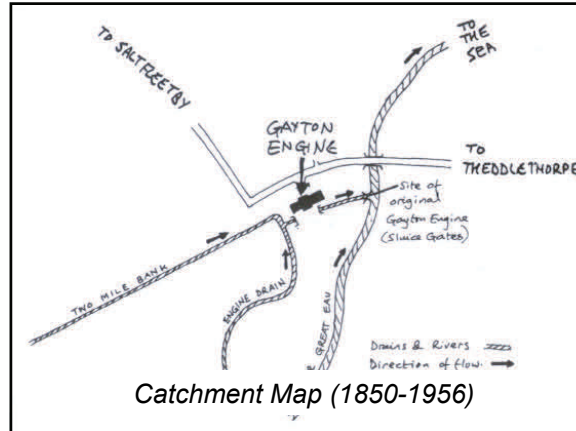 TO
THE
SEA
TO SALTFLEETBY
GAYTON
ENGINE
TO
THEDDLETHORPE
Site of
original
Gayton Engine
(Sluice Gates)
TWO MILE BANK
ENGINE DRAIN
GREAT EAU
Drains & Rivers
Direction of flow.
Catchment Map (1850-1956)